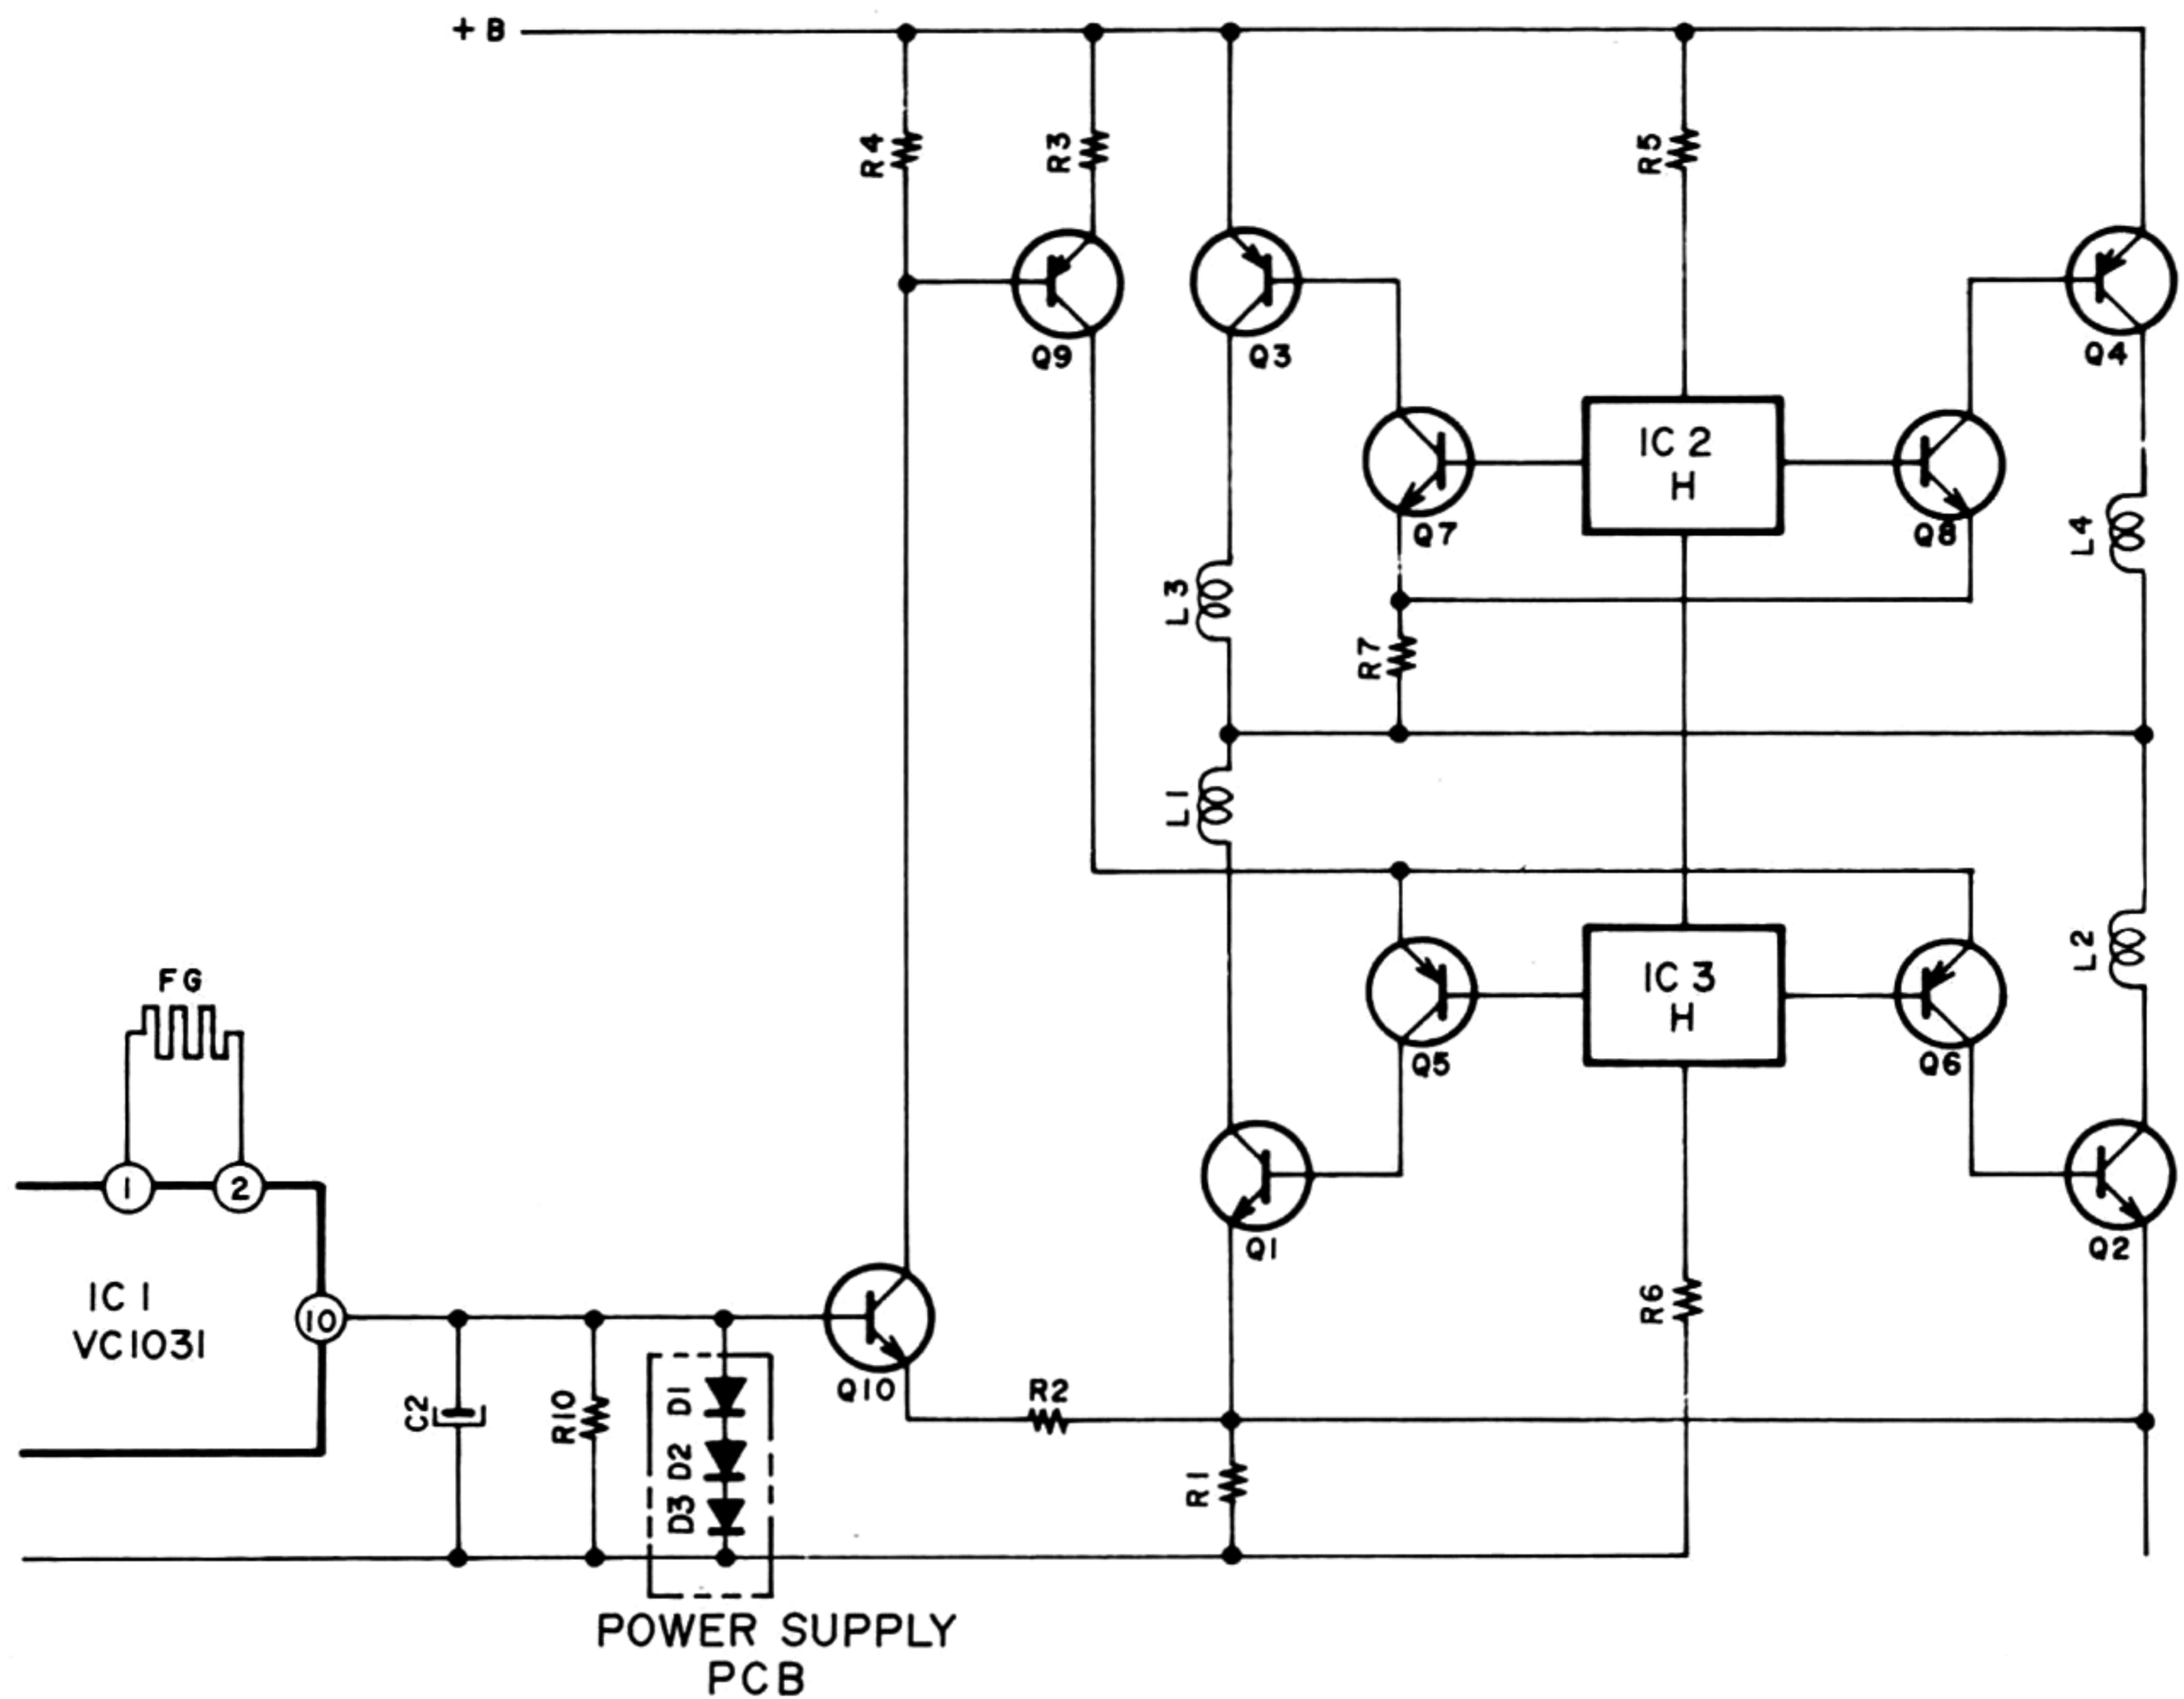 + B
R4
R3
R5
Q9
Q3
Q4
IC 2
H
Q7
Q8
L4
L3
R7
L1
L2
FG
IC 3
H
Q5
Q6
1
2
Q1
Q2
IC 1
VC1031
10
R6
Q10
R2
C2
R10
D1
D2
D3
R1
POWER SUPPLY
PCB